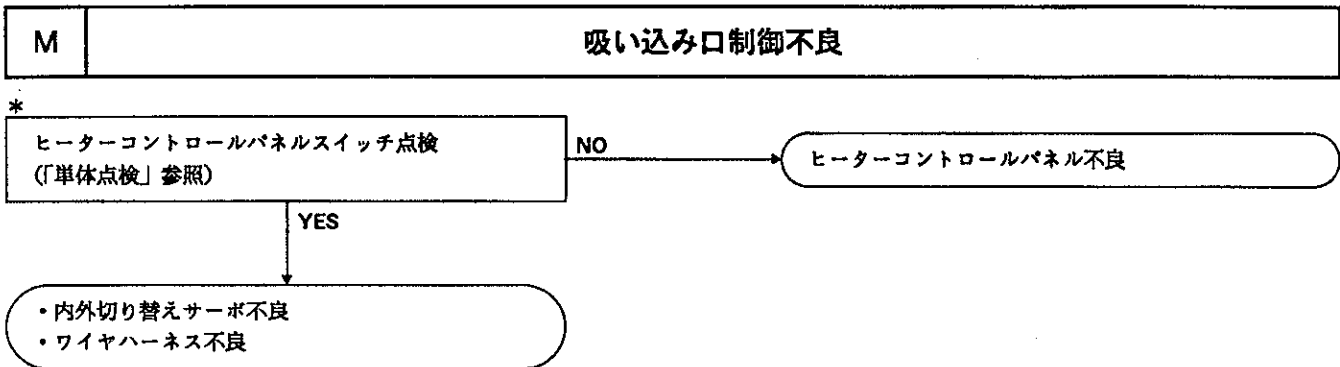 M
吸い込み口制御不良
*
ヒーターコントロールパネルスイッチ点検
(「単体点検」参照)
NO
ヒーターコントロールパネル不良
YES
・内外切り替えサーボ不良
・ワイヤハーネス不良